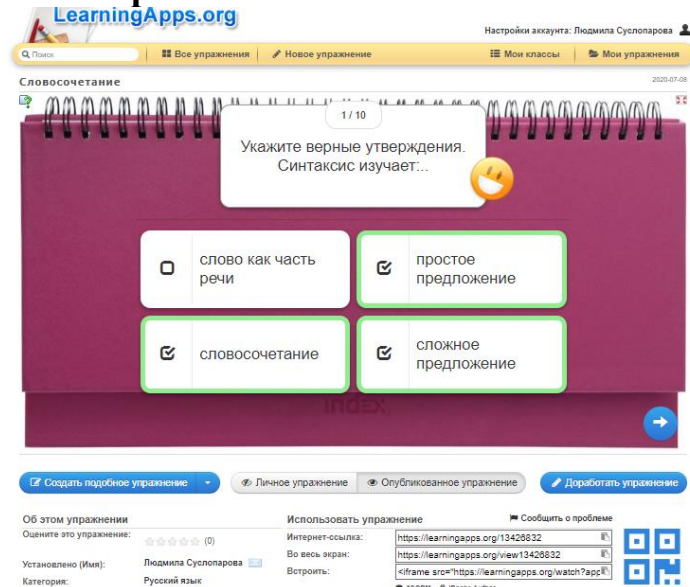 LearningApps.org
Настройки аккаунта: Людмила Суслопарова
Поиск
Все упражнения
Новое упражнение
Мои классы
Мои упражнения
Словосочетание
2020-07-08
1 / 10
Укажите верные утверждения.
Синтаксис изучает:..
слово как часть
речи
простое
предложение
словосочетание
сложное
предложение
index
Создать подобное упражнение
Личное упражнение
Опубликованное упражнение
Доработать упражнение
Об этом упражнении
Использовать упражнение
Сообщить о проблеме
Оцените это упражнение:
(0)
Интернет-ссылка:
https://learningapps.org/13426832
Во весь экран:
https://learningapps.org/view13426832
Установлено (Имя):
Людмила Суслопарова
Встроить:
<iframe src="https://learningapps.org/watch?app
Категория:
Русский язык